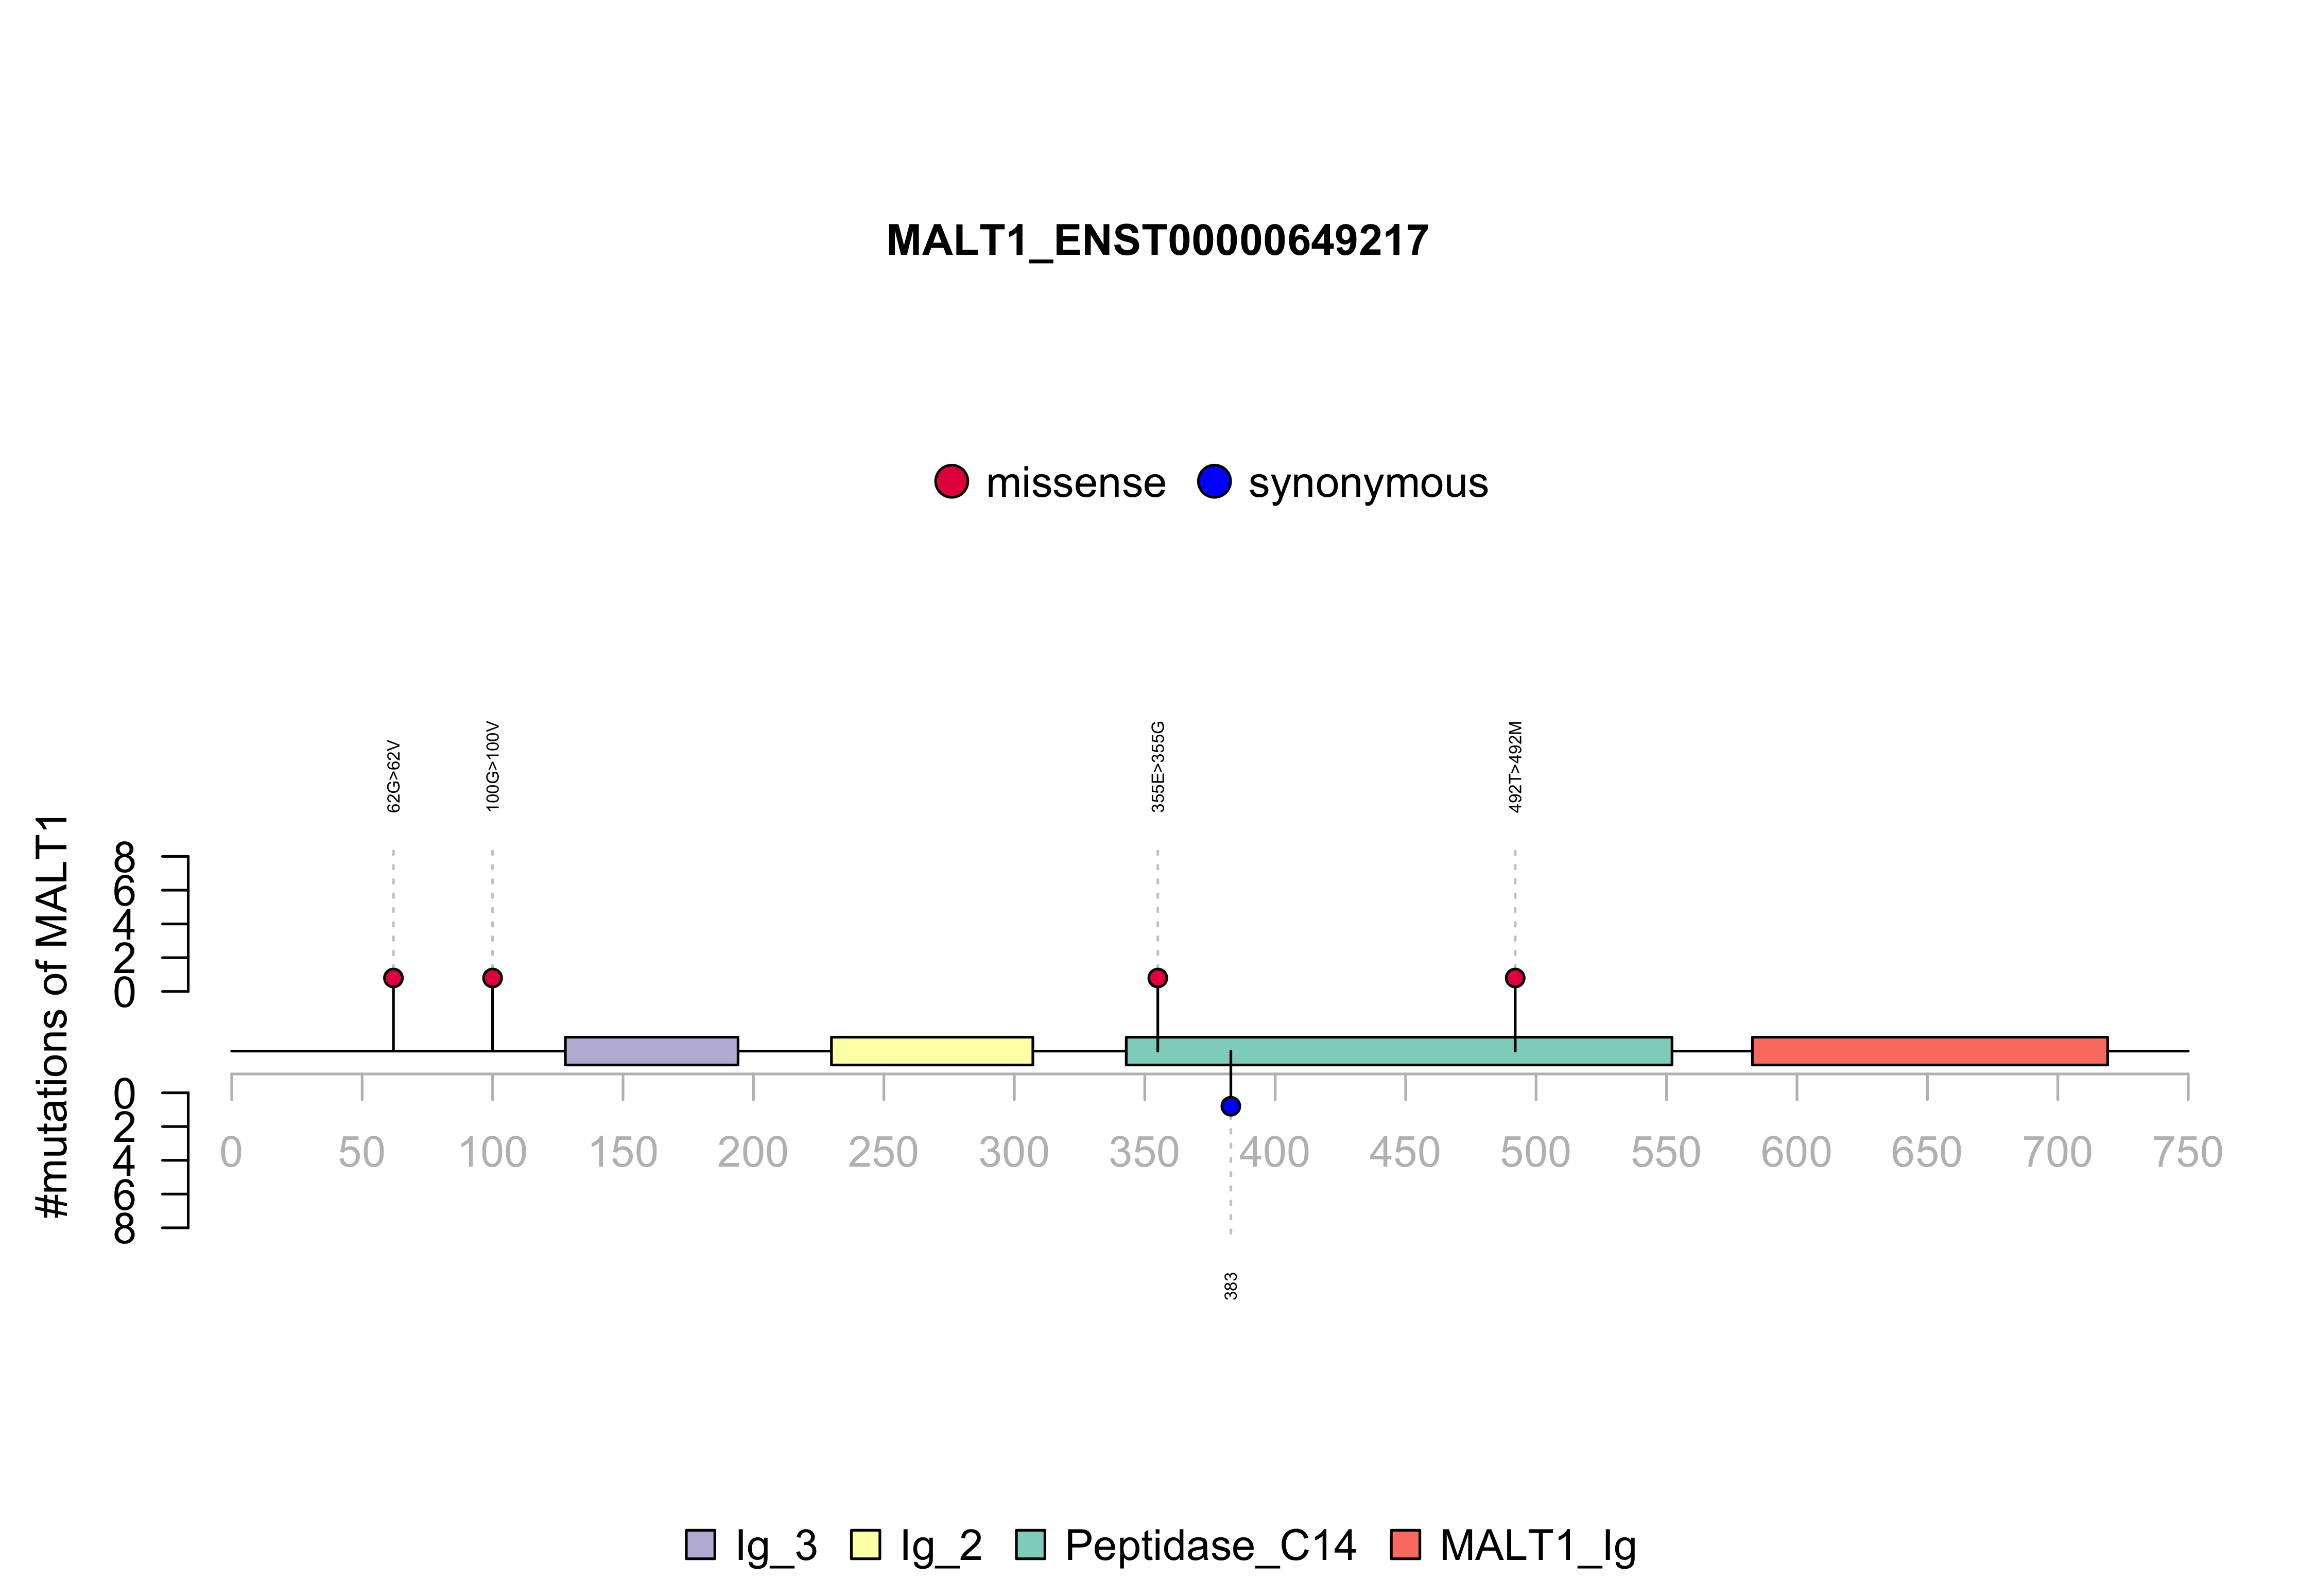 MALT1_ENST00000649217
missense synonymous
62G>62V
100G>100V
355E>355G
492T>492M
#mutations of MALT1
8
6
4
2
0
0
2
4
6
8
0 50 100 150 200 250 300 350 400 450 500 550 600 650 700 750
383
Ig_3 Ig_2 Peptidase_C14 MALT1_Ig